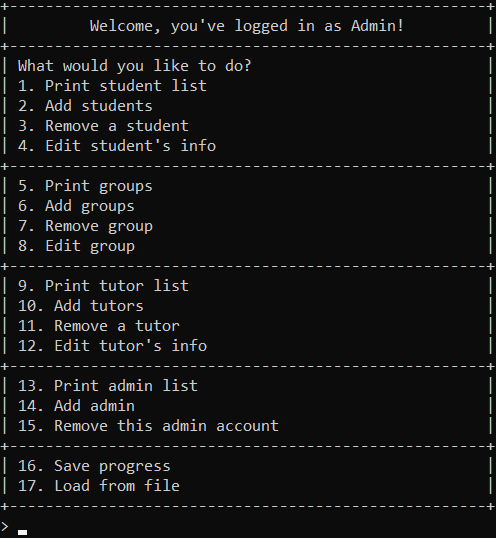 Welcome, you've logged in as Admin!
What would you like to do?
1. Print student list
2. Add students
3. Remove a student
4. Edit student's info
5. Print groups
6. Add groups
7. Remove group
8. Edit group
9. Print tutor list
10. Add tutors
11. Remove a tutor
12. Edit tutor's info
13. Print admin list
14. Add admin
15. Remove this admin account
16. Save progress
17. Load from file
>